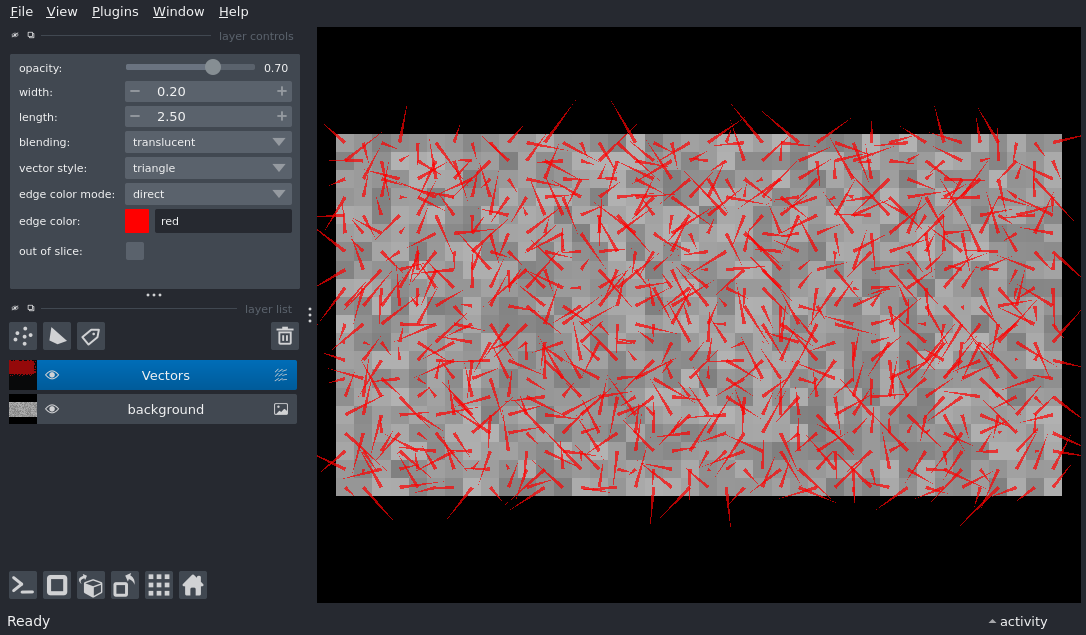 File View Plugins Window Help
layer controls
opacity: 0.70
width: − 0.20 +
length: − 2.50 +
blending: translucent
vector style: triangle
edge color mode: direct
edge color: red
out of slice:
layer list
Vectors
background
Ready
activity